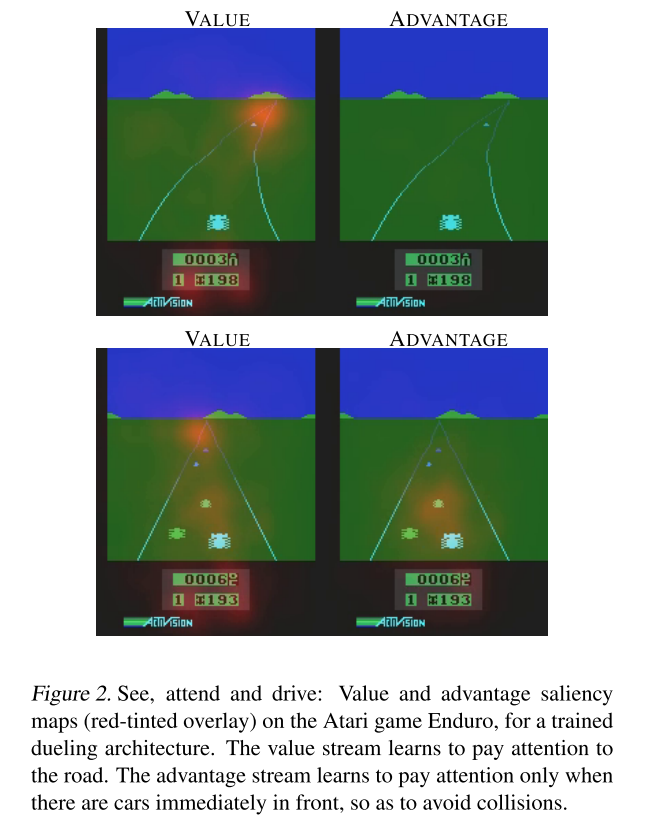 VALUE ADVANTAGE
0003 0003
1 198 1 198
ACTIVISION ACTIVISION
VALUE ADVANTAGE
0006 0006
1 193 1 193
ACTIVISION ACTIVISION
Figure 2. See, attend and drive: Value and advantage saliency
maps (red-tinted overlay) on the Atari game Enduro, for a trained
dueling architecture. The value stream learns to pay attention to
the road. The advantage stream learns to pay attention only when
there are cars immediately in front, so as to avoid collisions.